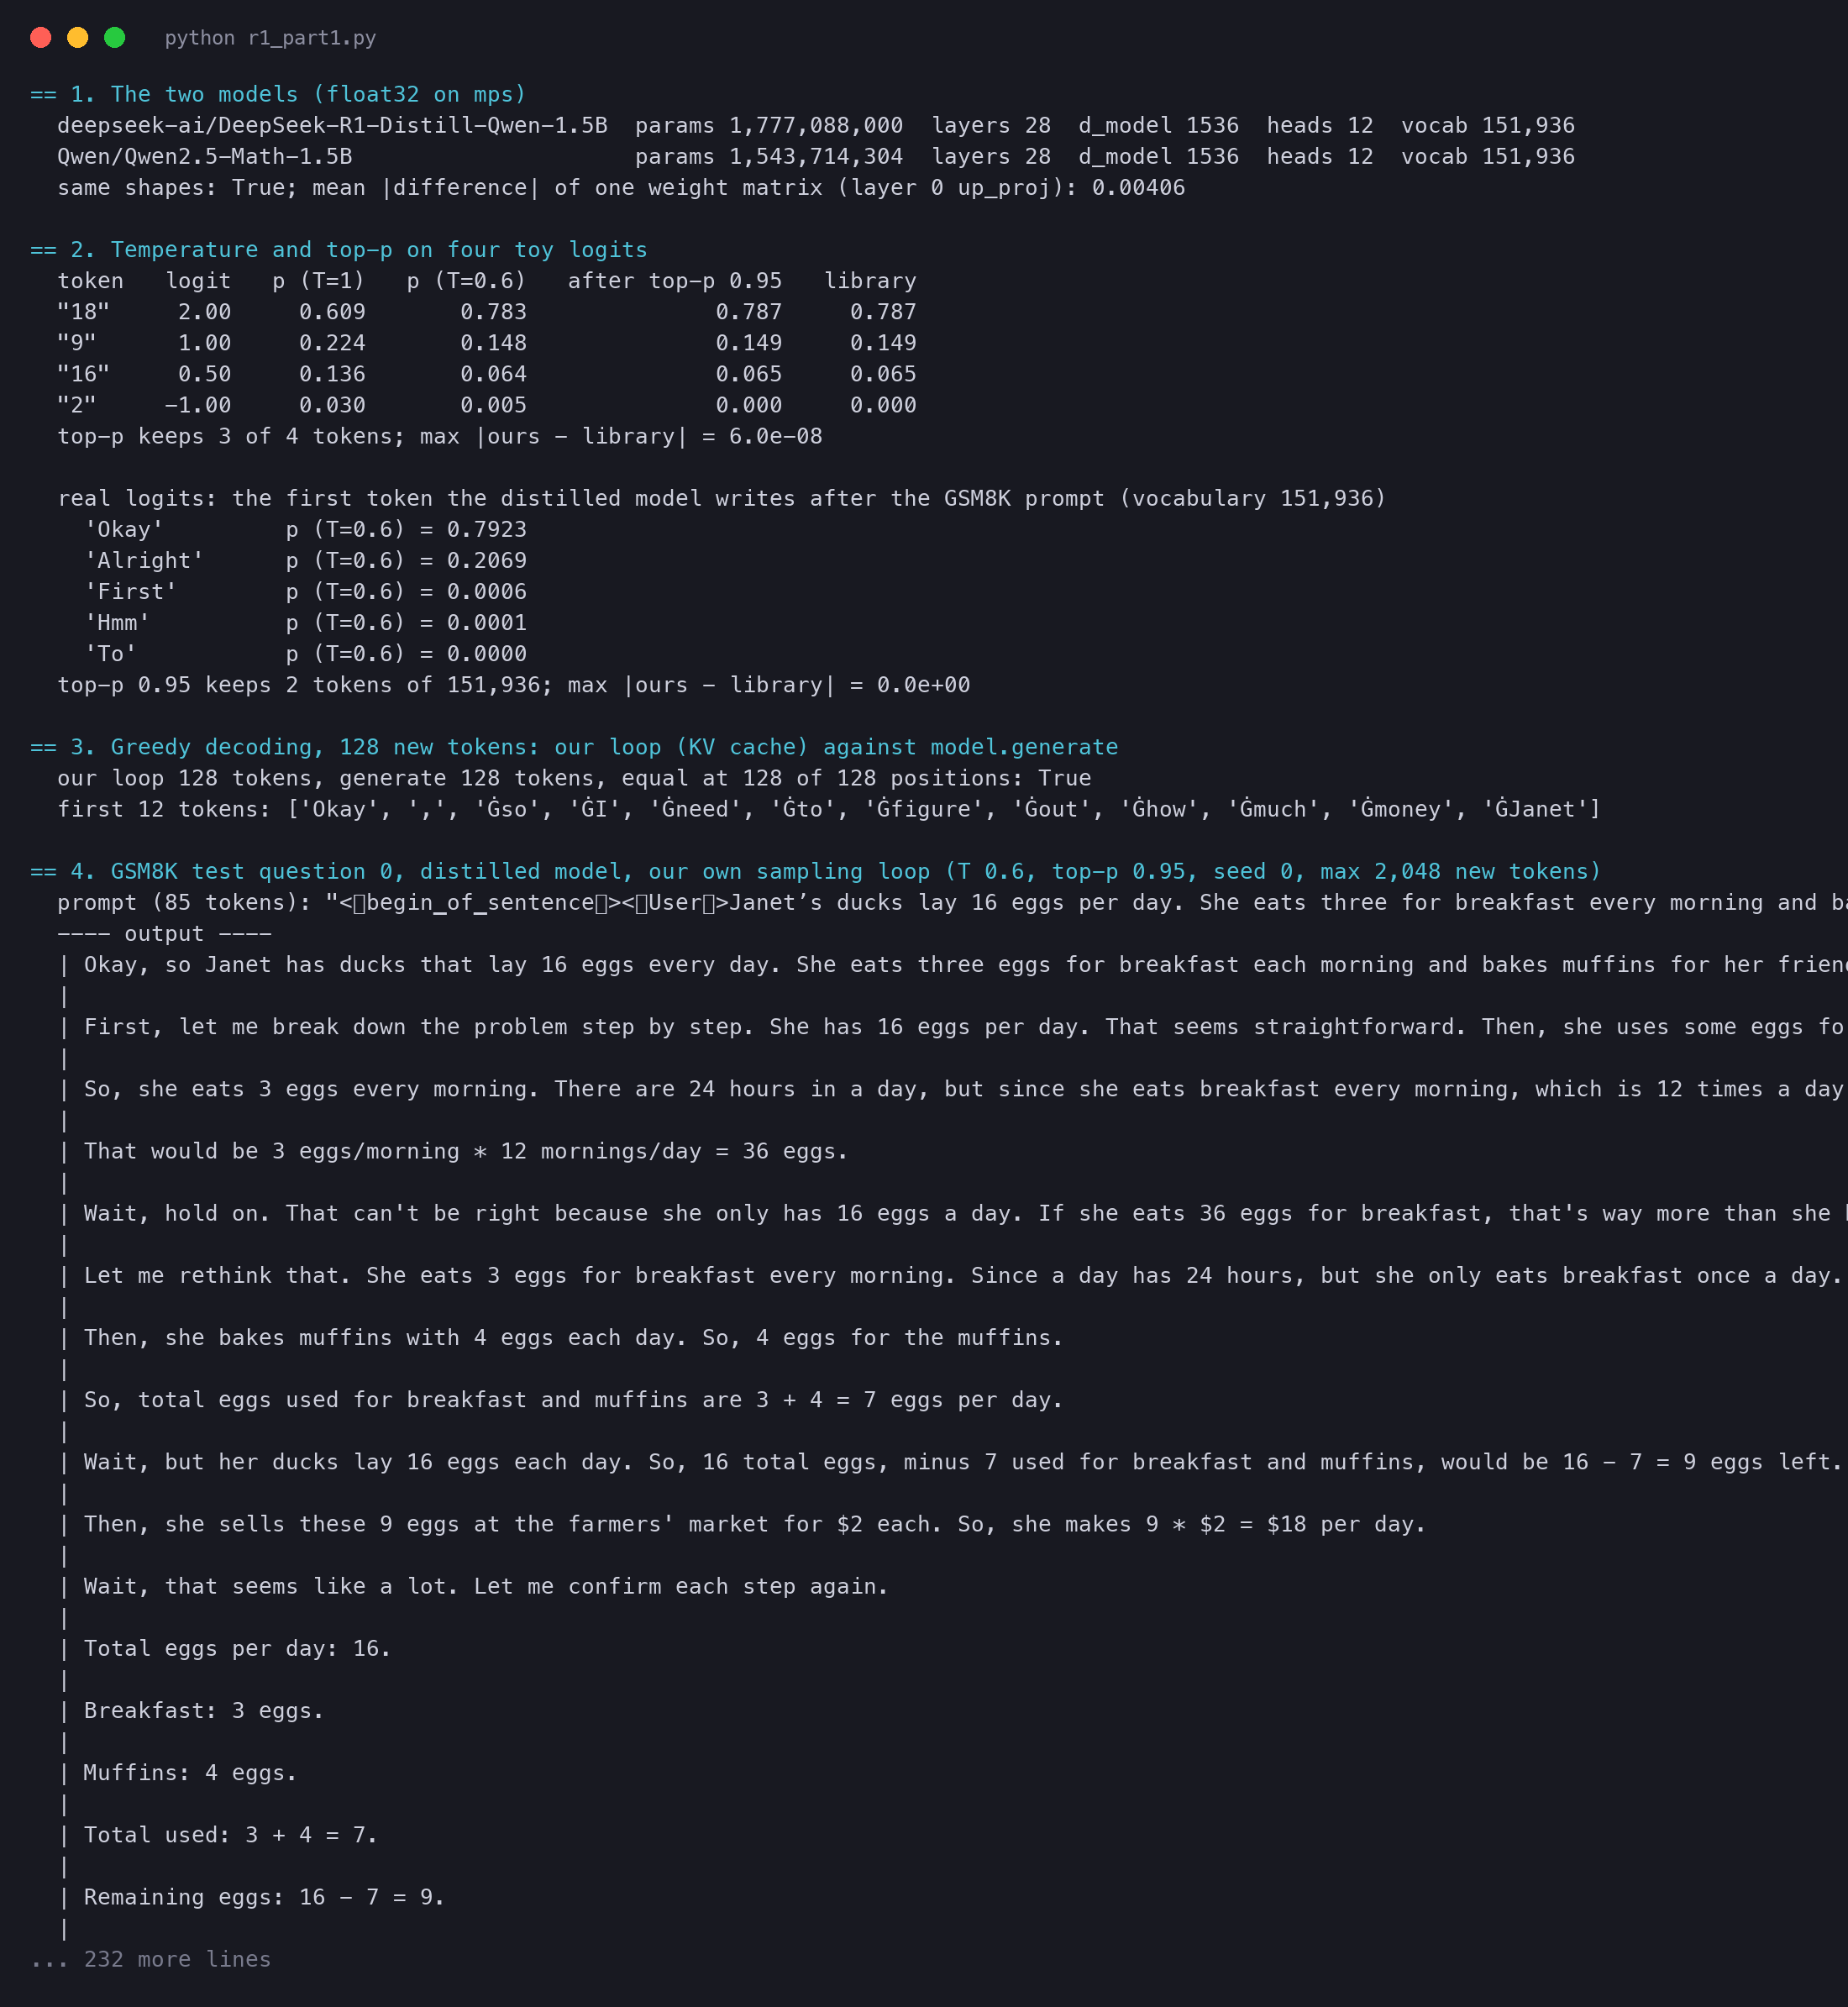 python r1_part1.py
== 1. The two models (float32 on mps)
deepseek-ai/DeepSeek-R1-Distill-Qwen-1.5B  params 1,777,088,000  layers 28  d_model 1536  heads 12  vocab 151,936
Qwen/Qwen2.5-Math-1.5B                     params 1,543,714,304  layers 28  d_model 1536  heads 12  vocab 151,936
same shapes: True; mean |difference| of one weight matrix (layer 0 up_proj): 0.00406
== 2. Temperature and top-p on four toy logits
token   logit   p (T=1)   p (T=0.6)   after top-p 0.95   library
"18"     2.00     0.609       0.783              0.787     0.787
"9"      1.00     0.224       0.148              0.149     0.149
"16"     0.50     0.136       0.064              0.065     0.065
"2"     −1.00     0.030       0.005              0.000     0.000
top-p keeps 3 of 4 tokens; max |ours − library| = 6.0e−08
real logits: the first token the distilled model writes after the GSM8K prompt (vocabulary 151,936)
'Okay'         p (T=0.6) = 0.7923
'Alright'      p (T=0.6) = 0.2069
'First'        p (T=0.6) = 0.0006
'Hmm'          p (T=0.6) = 0.0001
'To'           p (T=0.6) = 0.0000
top-p 0.95 keeps 2 tokens of 151,936; max |ours − library| = 0.0e+00
== 3. Greedy decoding, 128 new tokens: our loop (KV cache) against model.generate
our loop 128 tokens, generate 128 tokens, equal at 128 of 128 positions: True
first 12 tokens: ['Okay', ',', 'Ġso', 'ĠI', 'Ġneed', 'Ġto', 'Ġfigure', 'Ġout', 'Ġhow', 'Ġmuch', 'Ġmoney', 'ĠJanet']
== 4. GSM8K test question 0, distilled model, our own sampling loop (T 0.6, top-p 0.95, seed 0, max 2,048 new tokens)
prompt (85 tokens): "<▯begin_of_sentence▯><▯User▯>Janet’s ducks lay 16 eggs per day. She eats three for breakfast every morning and ba
---- output ----
| Okay, so Janet has ducks that lay 16 eggs every day. She eats three eggs for breakfast each morning and bakes muffins for her frien
|
| First, let me break down the problem step by step. She has 16 eggs per day. That seems straightforward. Then, she uses some eggs fo
|
| So, she eats 3 eggs every morning. There are 24 hours in a day, but since she eats breakfast every morning, which is 12 times a day
|
| That would be 3 eggs/morning * 12 mornings/day = 36 eggs.
|
| Wait, hold on. That can't be right because she only has 16 eggs a day. If she eats 36 eggs for breakfast, that's way more than she
|
| Let me rethink that. She eats 3 eggs for breakfast every morning. Since a day has 24 hours, but she only eats breakfast once a day.
|
| Then, she bakes muffins with 4 eggs each day. So, 4 eggs for the muffins.
|
| So, total eggs used for breakfast and muffins are 3 + 4 = 7 eggs per day.
|
| Wait, but her ducks lay 16 eggs each day. So, 16 total eggs, minus 7 used for breakfast and muffins, would be 16 − 7 = 9 eggs left.
|
| Then, she sells these 9 eggs at the farmers' market for $2 each. So, she makes 9 * $2 = $18 per day.
|
| Wait, that seems like a lot. Let me confirm each step again.
|
| Total eggs per day: 16.
|
| Breakfast: 3 eggs.
|
| Muffins: 4 eggs.
|
| Total used: 3 + 4 = 7.
|
| Remaining eggs: 16 − 7 = 9.
|
... 232 more lines